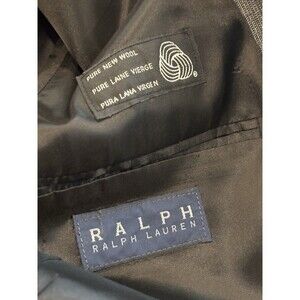 PURE NEW WOOL
PURE LAINE VIERGE
PURA LANA VIRGEN
®
RALPH
RALPH LAUREN